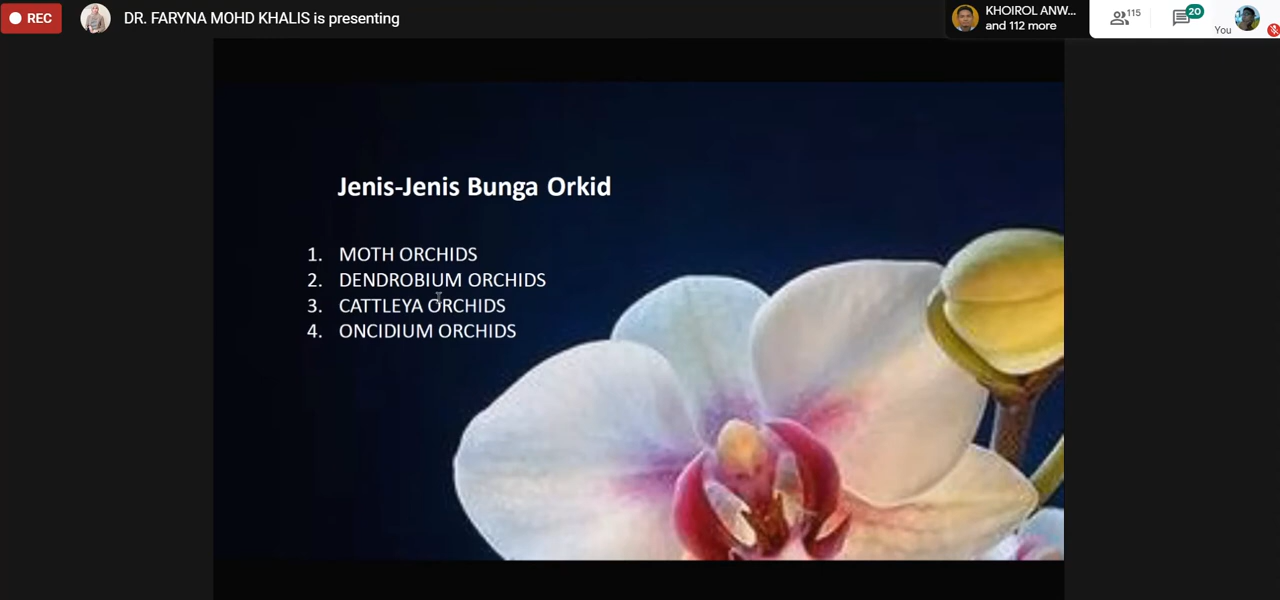 REC
DR. FARYNA MOHD KHALIS is presenting
KHOIROL ANW...
and 112 more
115
20
You
Jenis-Jenis Bunga Orkid
1. MOTH ORCHIDS
2. DENDROBIUM ORCHIDS
3. CATTLEYA ORCHIDS
4. ONCIDIUM ORCHIDS